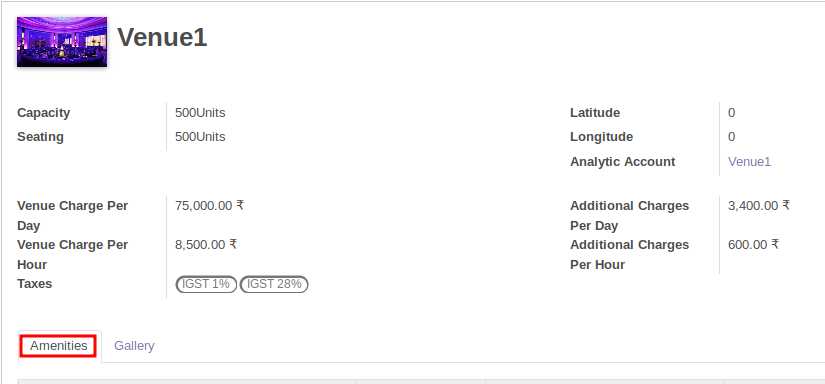 Venue1
Capacity 500Units
Seating 500Units
Latitude 0
Longitude 0
Analytic Account Venue1
Venue Charge Per Day 75,000.00 ₹
Venue Charge Per Hour 8,500.00 ₹
Taxes IGST 1% IGST 28%
Additional Charges Per Day 3,400.00 ₹
Additional Charges Per Hour 600.00 ₹
Amenities Gallery